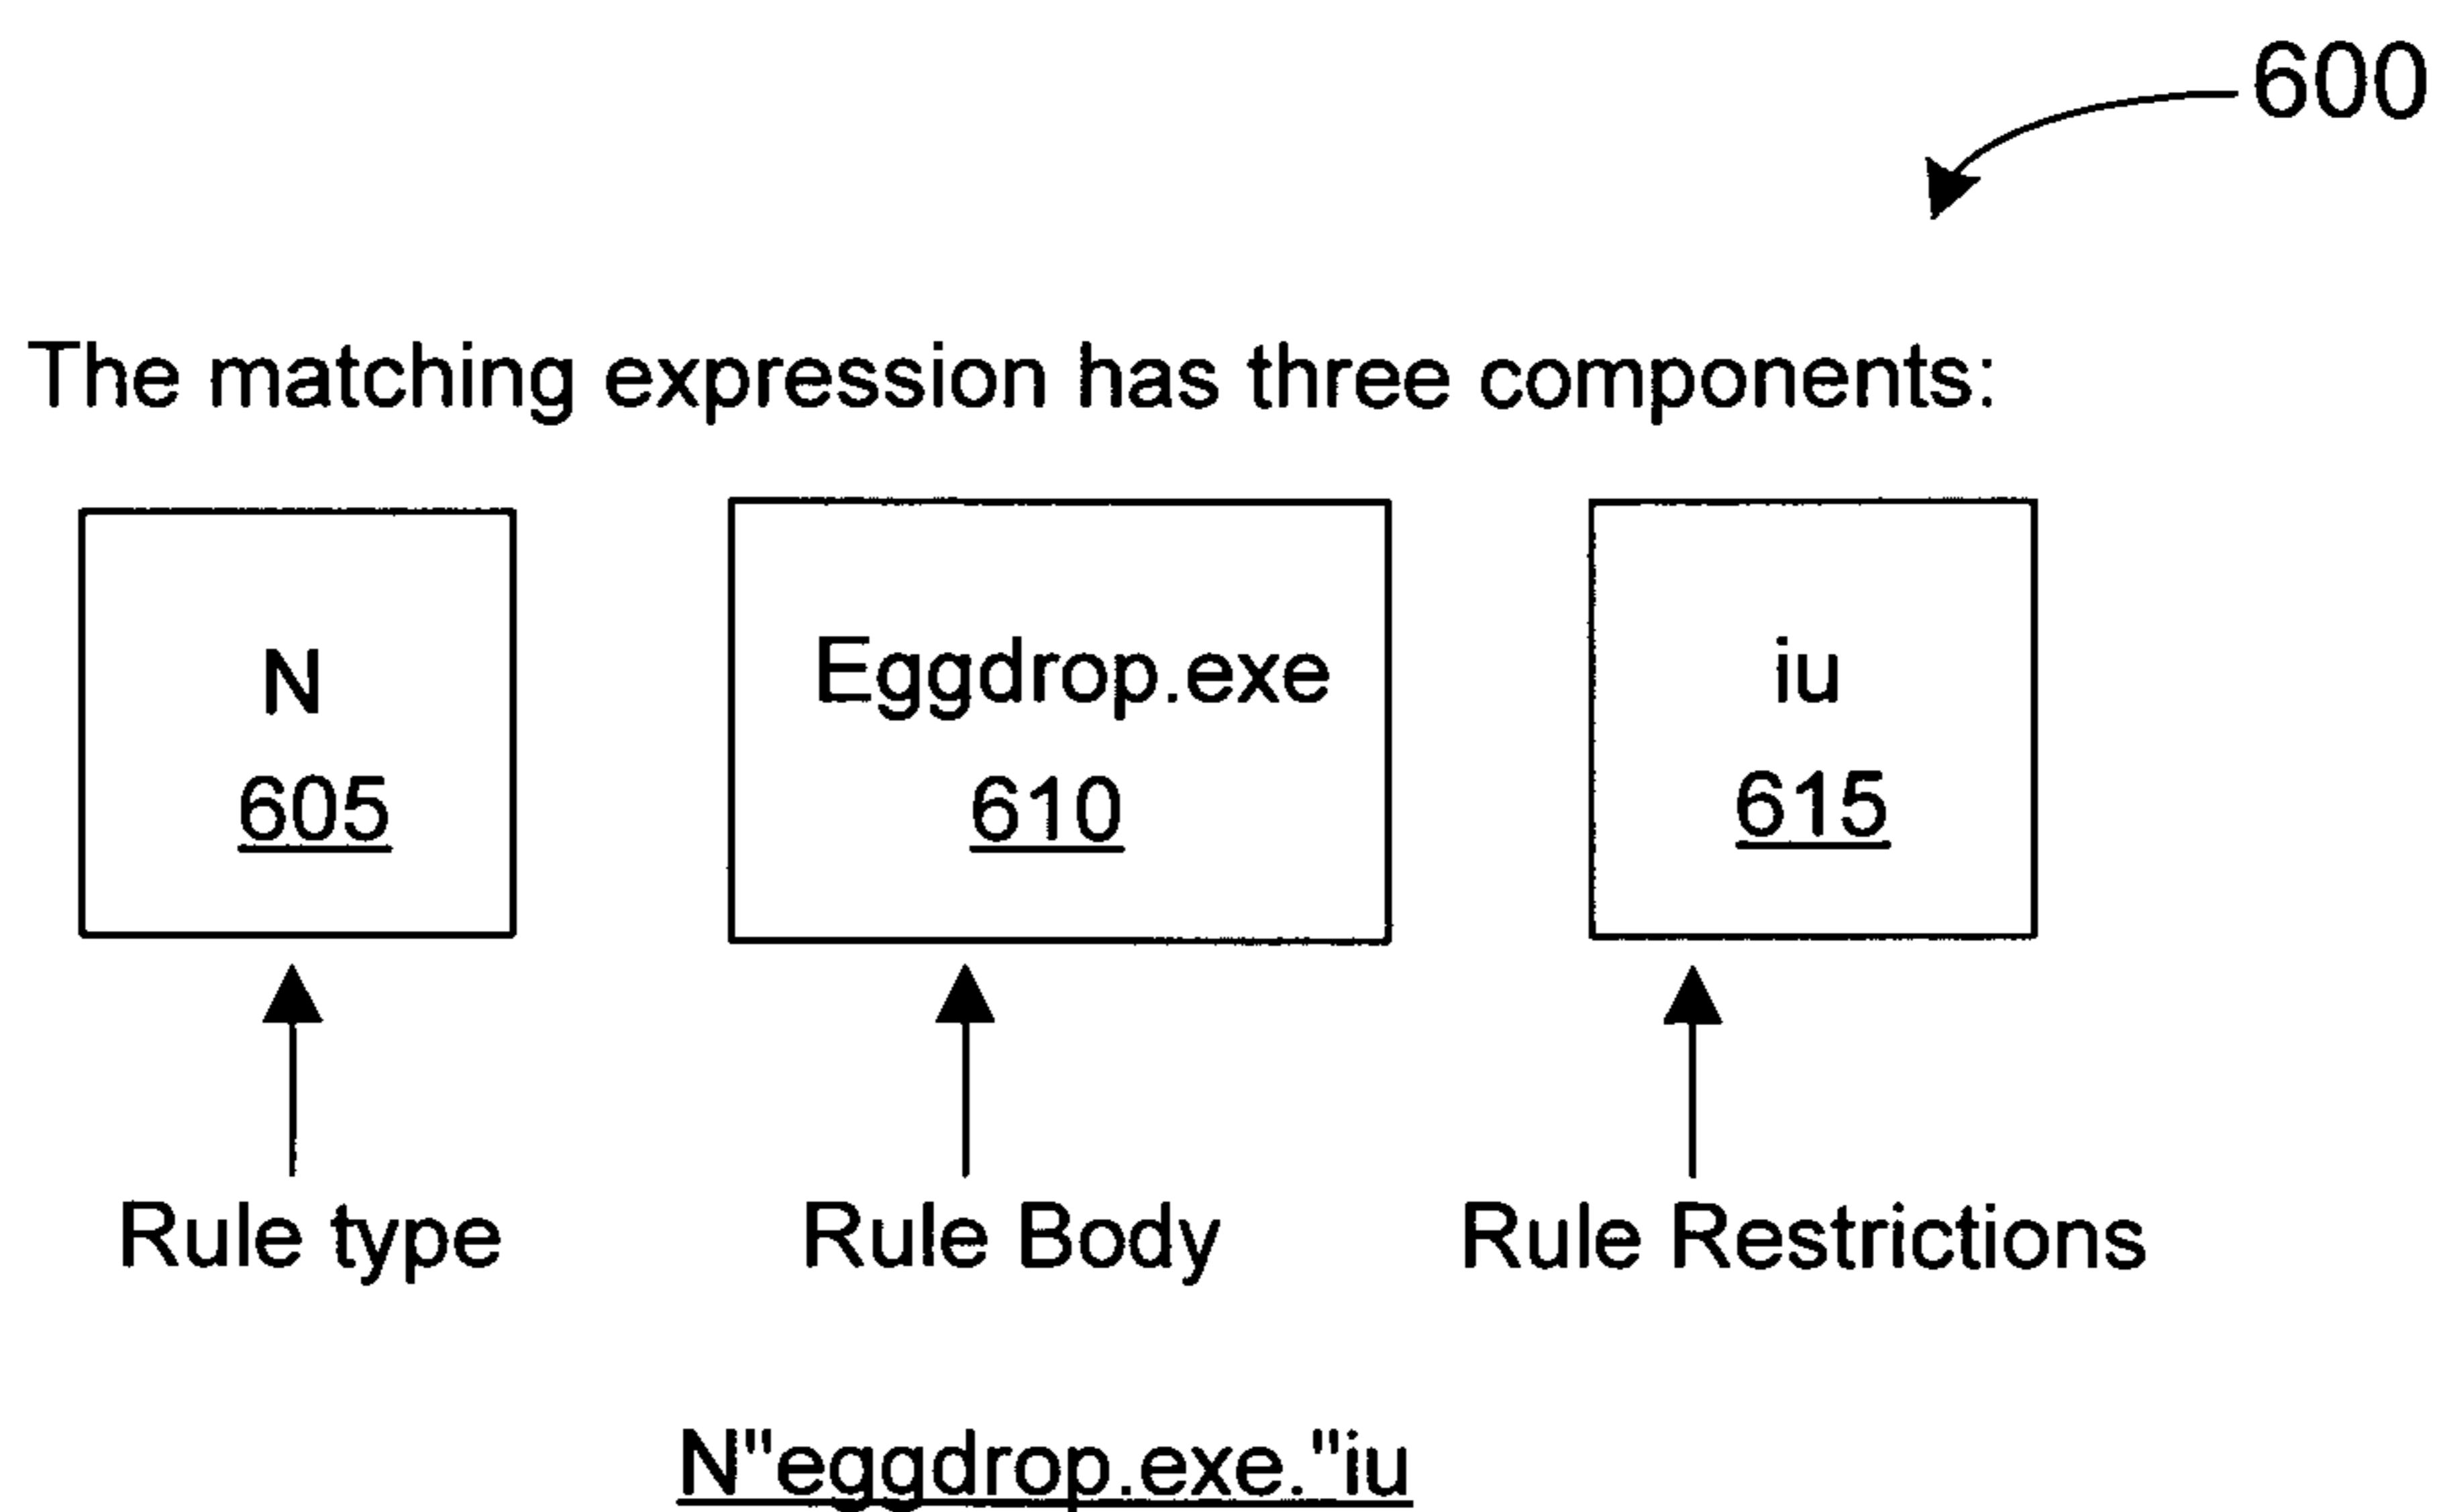 600
The matching expression has three components:
N Eggdrop.exe iu
605 610 615
Rule type Rule Body Rule Restrictions
N"eggdrop.exe."iu